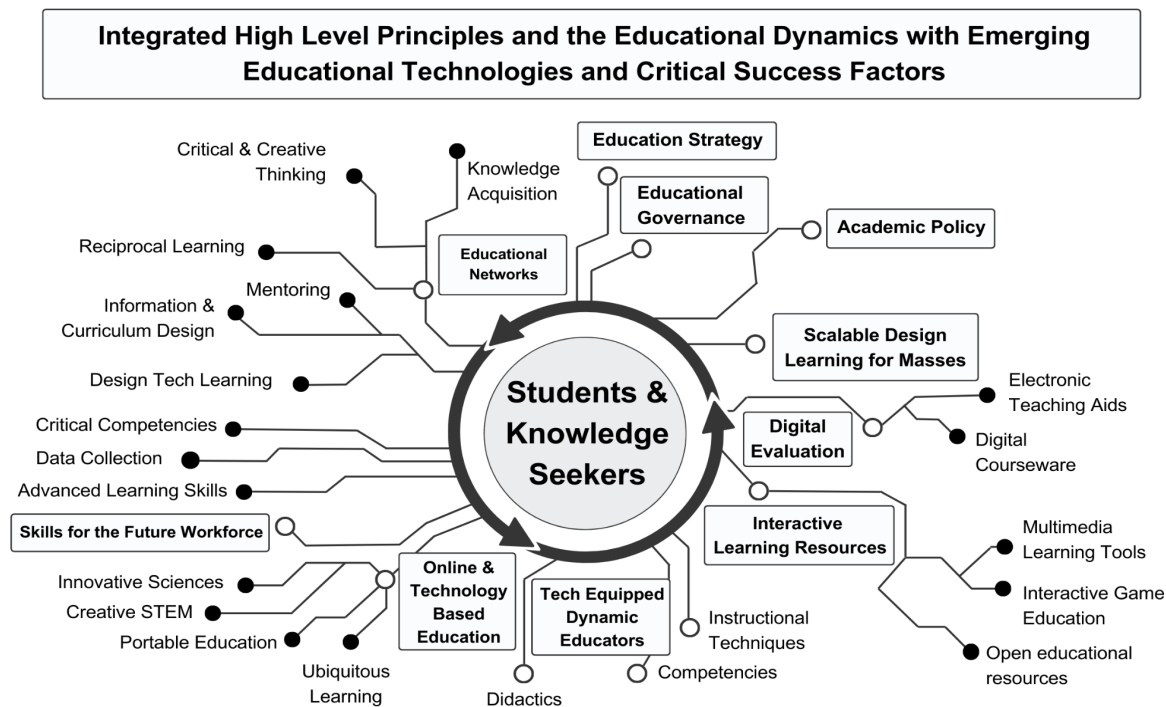 Integrated High Level Principles and the Educational Dynamics with Emerging
Educational Technologies and Critical Success Factors
Critical & Creative
Thinking
Knowledge
Acquisition
Education Strategy
Educational
Governance
Academic Policy
Reciprocal Learning
Educational
Networks
Mentoring
Information &
Curriculum Design
Scalable Design
Learning for Masses
Design Tech Learning
Students &
Knowledge
Seekers
Electronic
Teaching Aids
Digital
Evaluation
Digital
Courseware
Critical Competencies
Data Collection
Advanced Learning Skills
Skills for the Future Workforce
Interactive
Learning Resources
Multimedia
Learning Tools
Interactive Game
Education
Open educational
resources
Innovative Sciences
Creative STEM
Portable Education
Ubiquitous
Learning
Online &
Technology
Based
Education
Tech Equipped
Dynamic
Educators
Instructional
Techniques
Competencies
Didactics